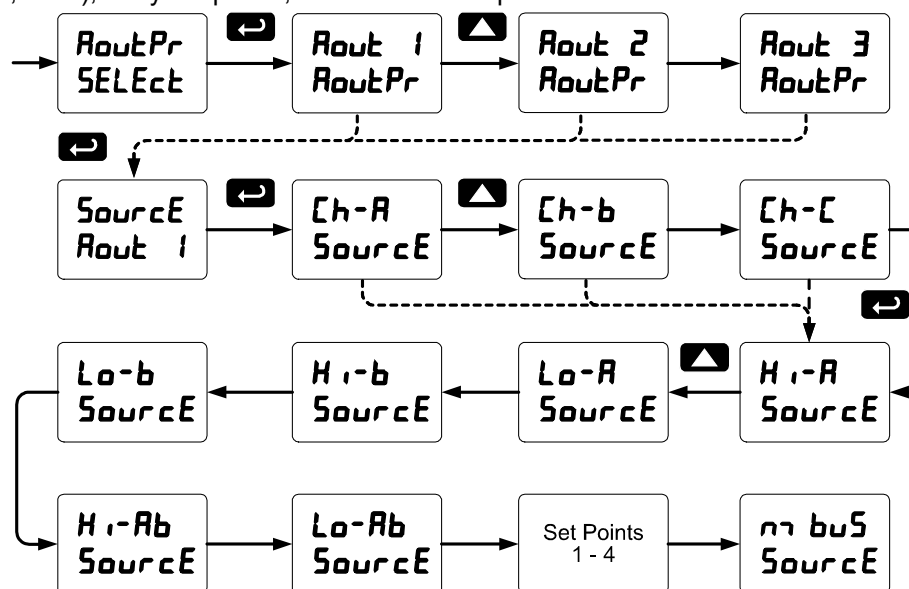 AoutPr
SELEct
Aout 1
AoutPr
Aout 2
AoutPr
Aout 3
AoutPr
SourcE
Aout 1
Ch-A
SourcE
Ch-b
SourcE
Ch-C
SourcE
Lo-b
SourcE
Hi-b
SourcE
Lo-A
SourcE
Hi-A
SourcE
Hi-Ab
SourcE
Lo-Ab
SourcE
Set Points
1 - 4
m buS
SourcE